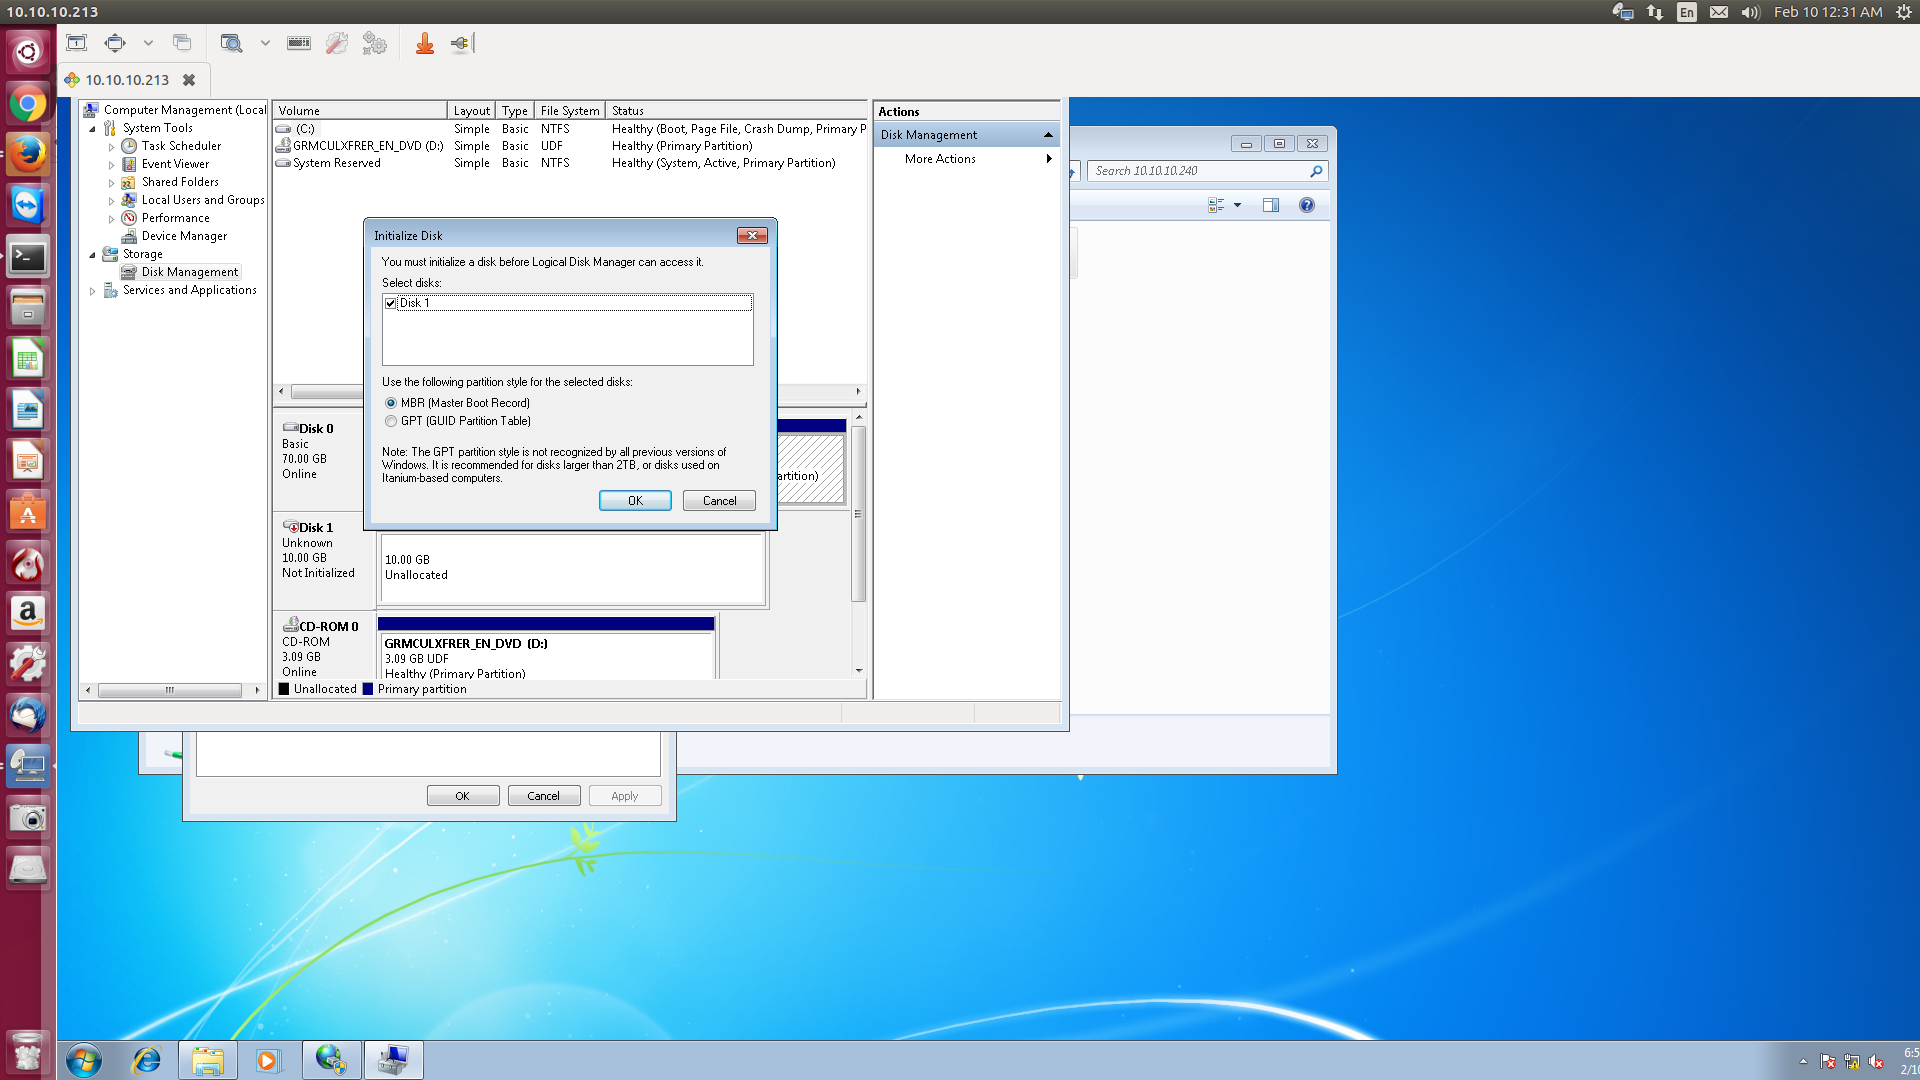 10.10.10.213
En
Feb 10 12:31 AM
10.10.10.213
Computer Management (Local
System Tools
Task Scheduler
Event Viewer
Shared Folders
Local Users and Groups
Performance
Device Manager
Storage
Disk Management
Services and Applications
Volume Layout Type File System Status
(C:) Simple Basic NTFS Healthy (Boot, Page File, Crash Dump, Primary P
GRMCULXFRER_EN_DVD (D:) Simple Basic UDF Healthy (Primary Partition)
System Reserved Simple Basic NTFS Healthy (System, Active, Primary Partition)
Actions
Disk Management
More Actions
Search 10.10.10.240
Initialize Disk
You must initialize a disk before Logical Disk Manager can access it.
Select disks:
Disk 1
Use the following partition style for the selected disks:
MBR (Master Boot Record)
GPT (GUID Partition Table)
Note: The GPT partition style is not recognized by all previous versions of
Windows. It is recommended for disks larger than 2TB, or disks used on
Itanium-based computers.
OK Cancel
Disk 0
Basic
70.00 GB
Online
artition)
Disk 1
Unknown
10.00 GB
Not Initialized
10.00 GB
Unallocated
CD-ROM 0
CD-ROM
3.09 GB
Online
GRMCULXFRER_EN_DVD (D:)
3.09 GB UDF
Healthy (Primary Partition)
Unallocated Primary partition
OK Cancel Apply
6:5
2/10